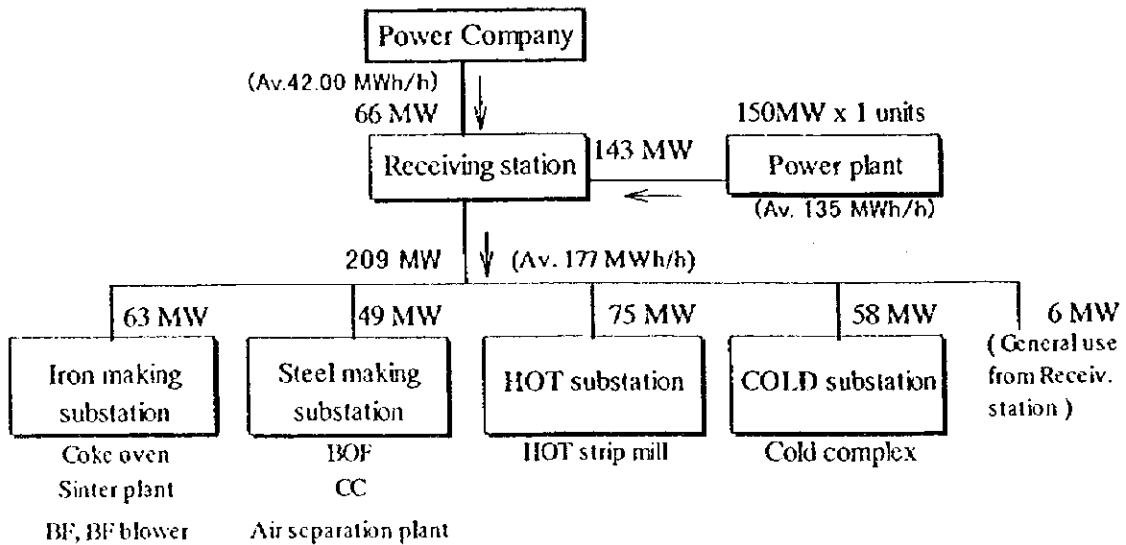 Power Company
(Av.42.00 MWh/h)
66 MW
150MW x 1 units
Receiving station
143 MW
Power plant
(Av. 135 MWh/h)
209 MW
(Av. 177 MWh/h)
63 MW
49 MW
75 MW
58 MW
6 MW
(General use
from Receiv.
station )
Iron making
substation
Steel making
substation
HOT substation
COLD substation
Coke oven
Sinter plant
BF, BF blower
BOF
CC
Air separation plant
HOT strip mill
Cold complex